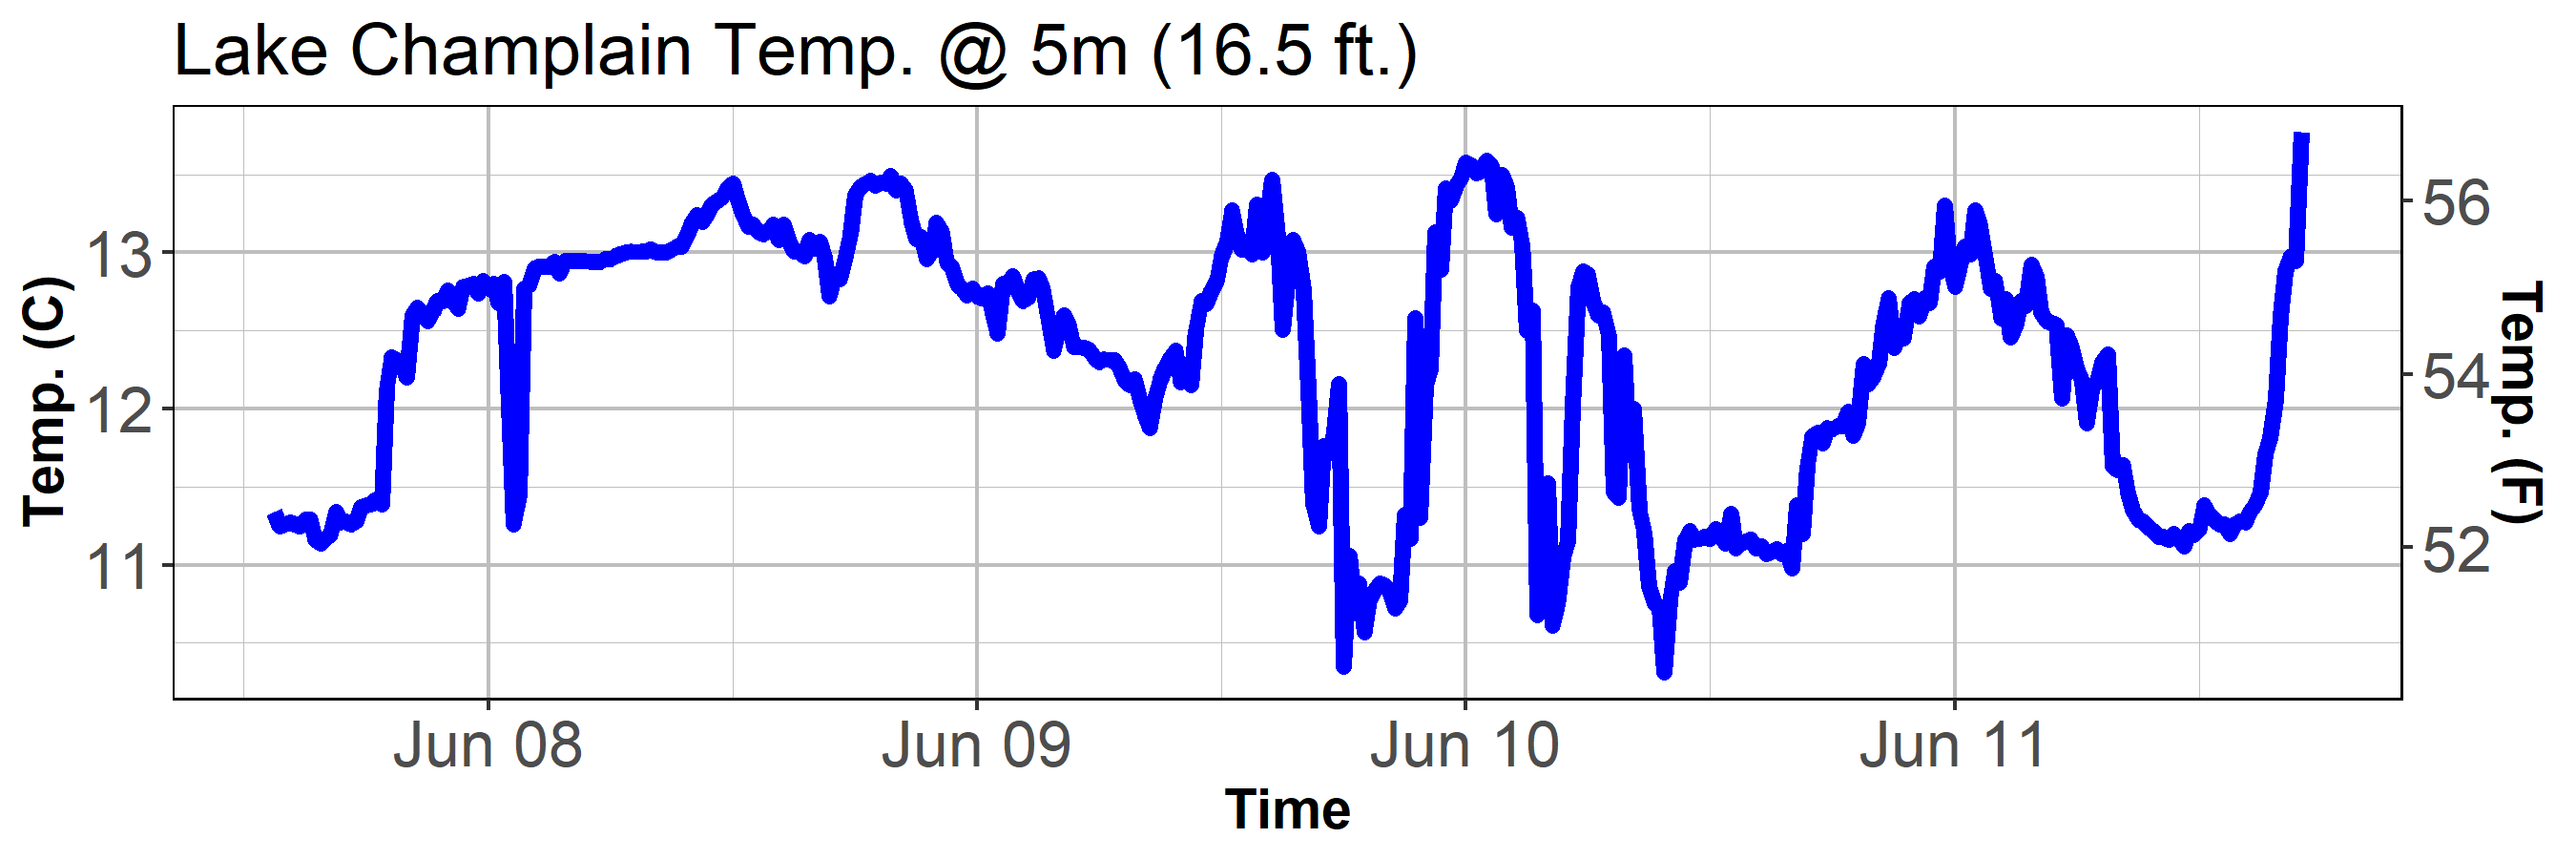 Lake Champlain Temp. @ 5m (16.5 ft.)
Temp. (C)
13
12
11
56
54
52
Temp. (F)
Jun 08 Jun 09 Jun 10 Jun 11
Time